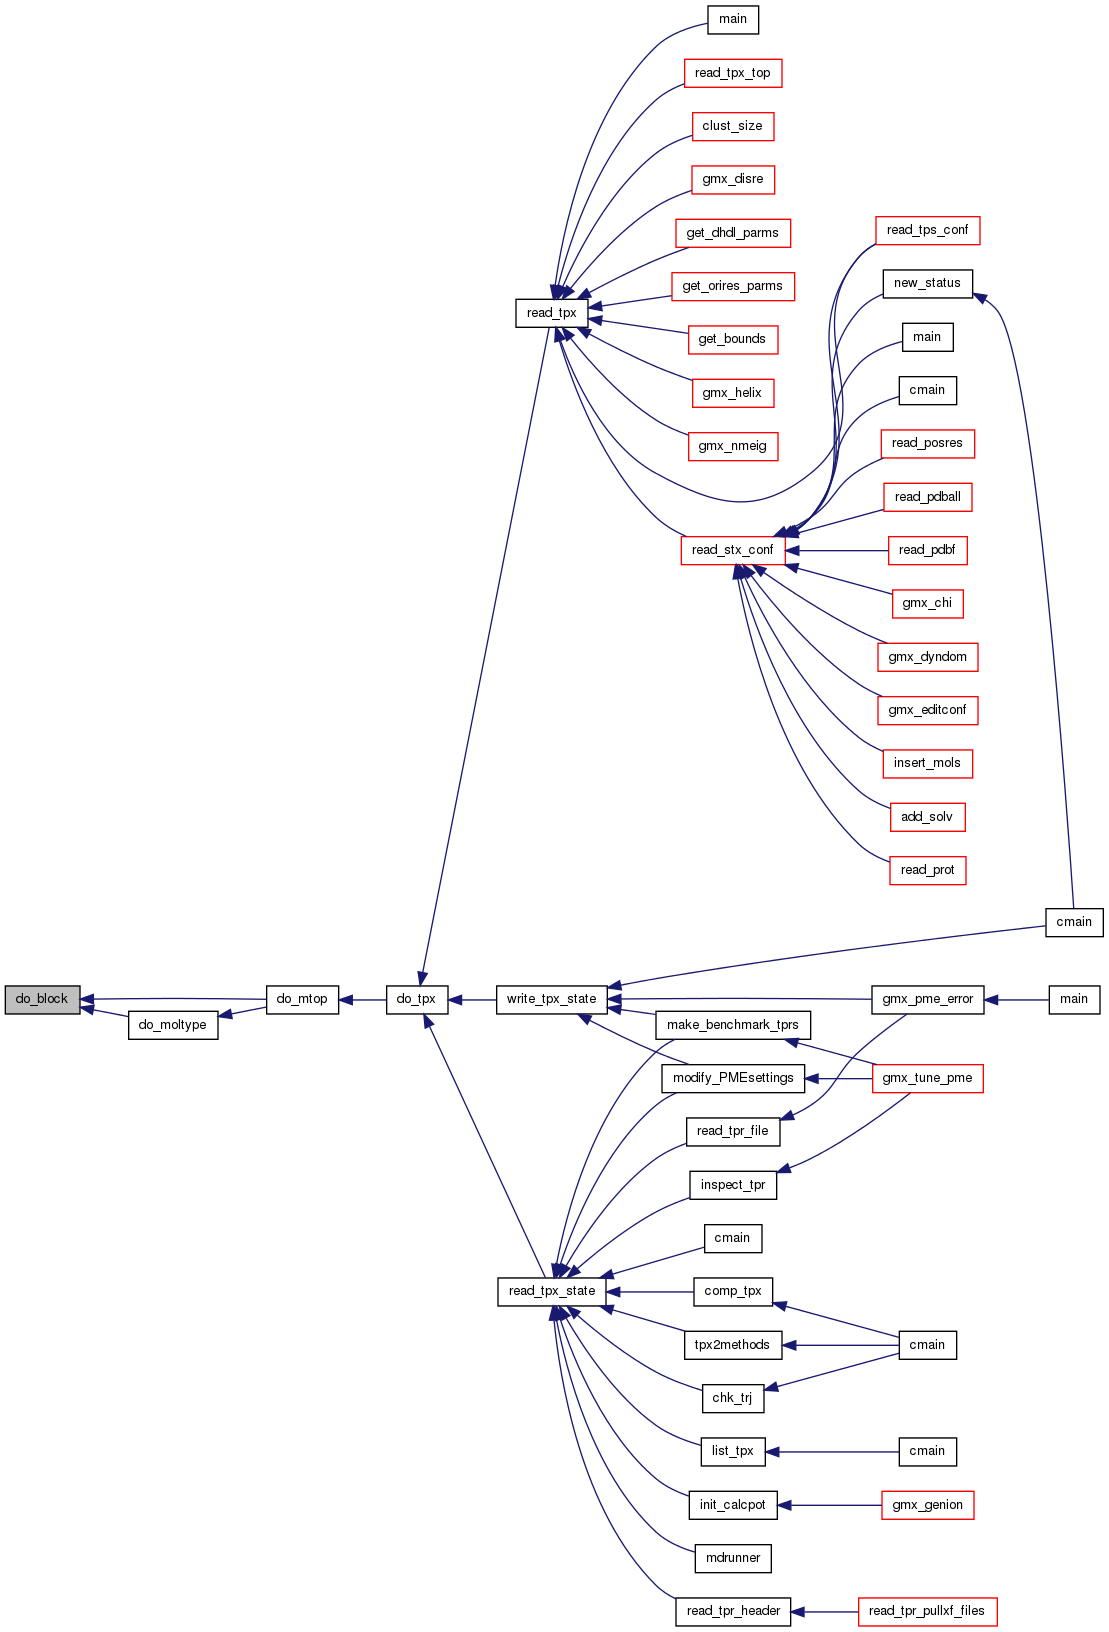 main
read_tpx_top
clust_size
gmx_disre
get_dhdl_parms
read_tps_conf
new_status
get_orires_parms
read_tpx
main
get_bounds
cmain
gmx_helix
read_posres
gmx_nmeig
read_pdball
read_stx_conf
read_pdbf
gmx_chi
gmx_dyndom
gmx_editconf
insert_mols
add_solv
read_prot
cmain
do_block
do_mtop
do_tpx
write_tpx_state
gmx_pme_error
main
do_moltype
make_benchmark_tprs
modify_PMEsettings
gmx_tune_pme
read_tpr_file
inspect_tpr
cmain
read_tpx_state
comp_tpx
tpx2methods
cmain
chk_trj
list_tpx
cmain
init_calcpot
gmx_genion
mdrunner
read_tpr_header
read_tpr_pullxf_files